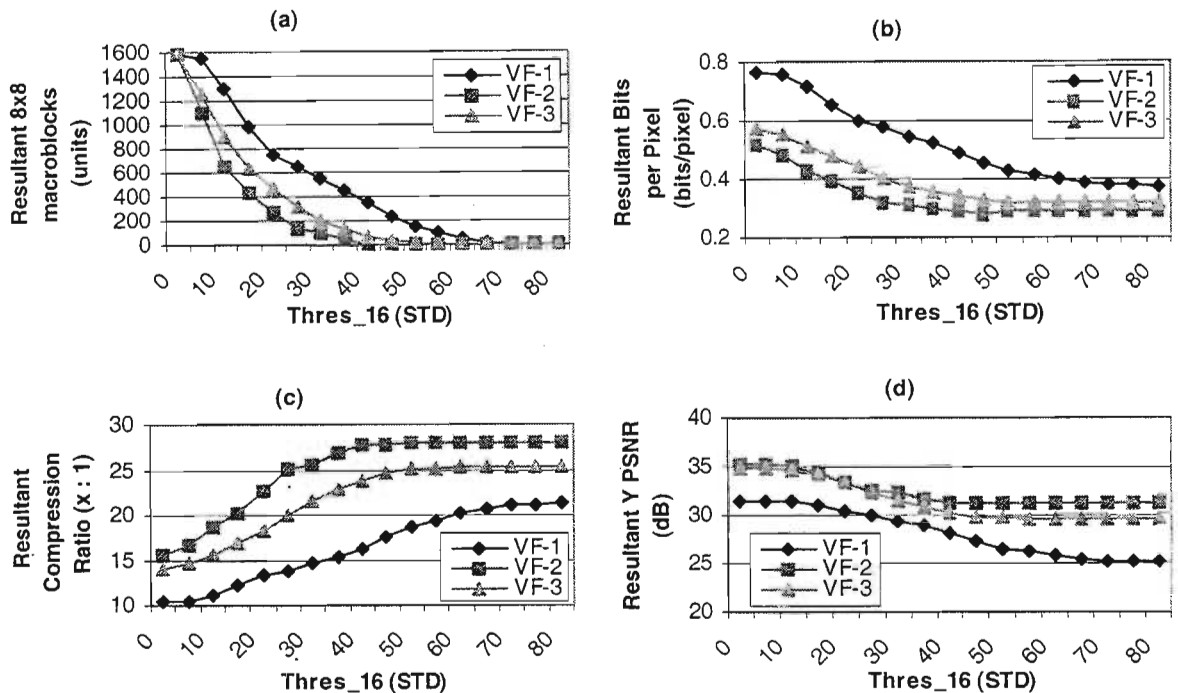 (a)
Resultant 8x8
macroblocks
(units)
1600
1400
1200
1000
800
600
400
200
0
VF-1
VF-2
VF-3
0
10
20
30
40
50
60
70
80
Thres_16 (STD)
(b)
Resultant Bits
per Pixel
(bits/pixel)
0.8
0.6
0.4
0.2
VF-1
VF-2
VF-3
0
10
20
30
40
50
60
70
80
Thres_16 (STD)
(c)
Resultant
Compression
Ratio (x : 1)
30
25
20
15
10
VF-1
VF-2
VF-3
0
10
20
30
40
50
60
70
80
Thres_16 (STD)
(d)
Resultant Y PSNR
(dB)
40
35
30
25
20
VF-1
VF-2
VF-3
0
10
20
30
40
50
60
70
80
Thres_16 (STD)